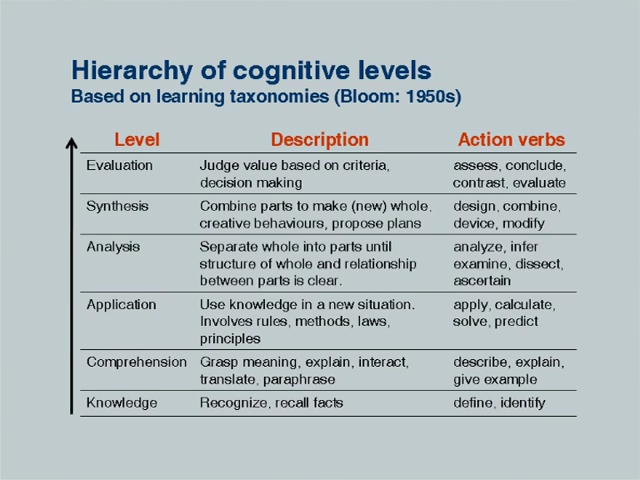 Hierarchy of cognitive levels
Based on learning taxonomies (Bloom: 1950s)
Level Description Action verbs
Evaluation Judge value based on criteria, assess, conclude,
decision making contrast, evaluate
Synthesis Combine parts to make (new) whole, design, combine,
creative behaviours, propose plans device, modify
Analysis Separate whole into parts until analyze, infer
structure of whole and relationship examine, dissect,
between parts is clear. ascertain
Application Use knowledge in a new situation. apply, calculate,
Involves rules, methods, laws, solve, predict
principles
Comprehension Grasp meaning, explain, interact, describe, explain,
translate, paraphrase give example
Knowledge Recognize, recall facts define, identify